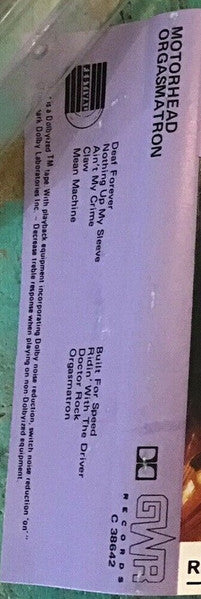 MOTORHEAD
ORGASMATRON
Deaf Forever
Nothing Up My Sleeve
Ain't My Crime
Claw
Mean Machine
Built For Speed
Ridin' With The Driver
Doctor Rock
Orgasmatron
FESTIVAL
GWR
RECORDS
C 38642
" is a Dolbyized TM tape. With playback equipment incorporating Dolby noise reduction, switch noise reduction "on" –
ark Dolby Laboratories Inc. – Decrease treble response when playing on non Dolbyized equipment.
R